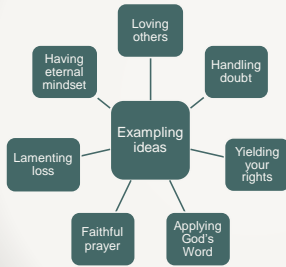 Loving
others
Handling
doubt
Yielding
your
rights
Applying
God's
Word
Faithful
prayer
Lamenting
loss
Having
eternal
mindset
Exampling
ideas